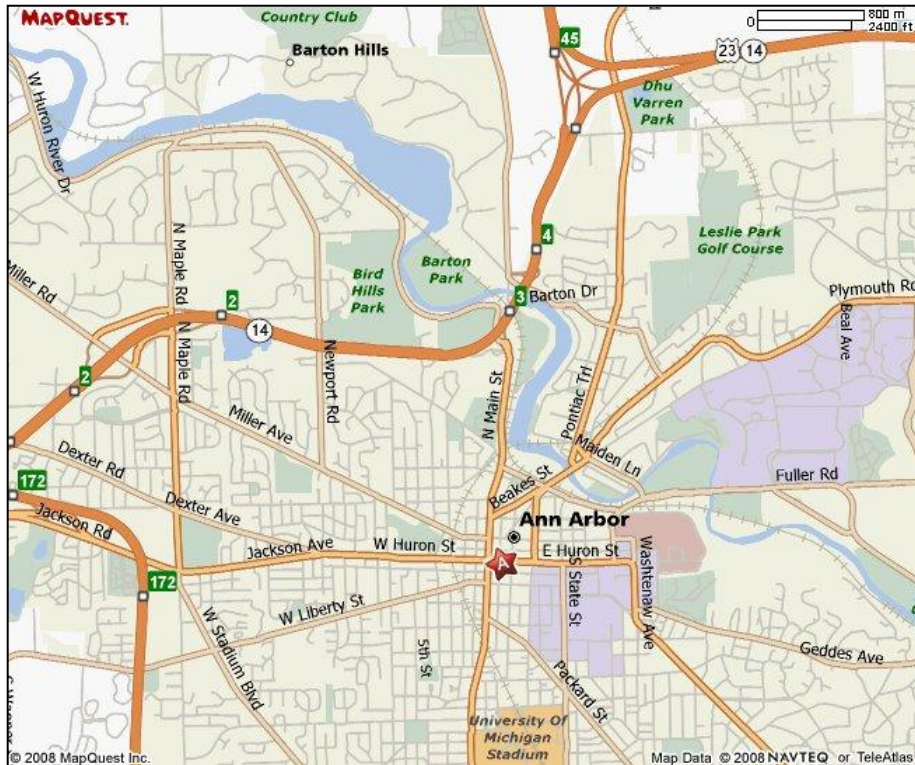 MAPQUEST.
Country Club
Barton Hills
45
23
14
800 m
0
2400 ft
W Huron River Dr
Dhu
Varren
Park
N Maple Rd
4
Leslie Park
Golf Course
Miller Rd
Bird
Hills
Park
Barton
Park
3
Barton Dr
Plymouth Rd
2
14
Beal Ave
N Maple Rd
Newport Rd
2
N Main St
Pontiac Trl
Miller Ave
Maiden Ln
Dexter Rd
Fuller Rd
172
Beakes St
Dexter Ave
Jackson Rd
Ann Arbor
Jackson Ave
W Huron St
E Huron St
A
172
S State St
Washtenaw Ave
W Liberty St
W Stadium Blvd
5th St
Geddes Ave
Packard St
University Of
Michigan
Stadium
© 2008 MapQuest Inc.
Map Data © 2008 NAVTEQ or TeleAtlas